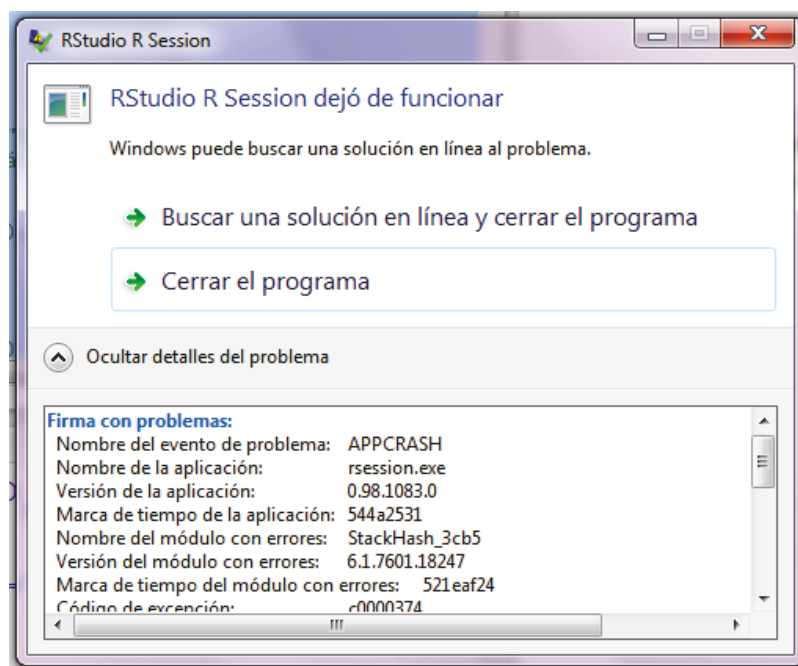 RStudio R Session
RStudio R Session dejó de funcionar
Windows puede buscar una solución en línea al problema.
Buscar una solución en línea y cerrar el programa
Cerrar el programa
Ocultar detalles del problema
Firma con problemas:
Nombre del evento de problema: APPCRASH
Nombre de la aplicación: rsession.exe
Versión de la aplicación: 0.98.1083.0
Marca de tiempo de la aplicación: 544a2531
Nombre del módulo con errores: StackHash_3cb5
Versión del módulo con errores: 6.1.7601.18247
Marca de tiempo del módulo con errores: 521eaf24
Código de excepción: c0000374